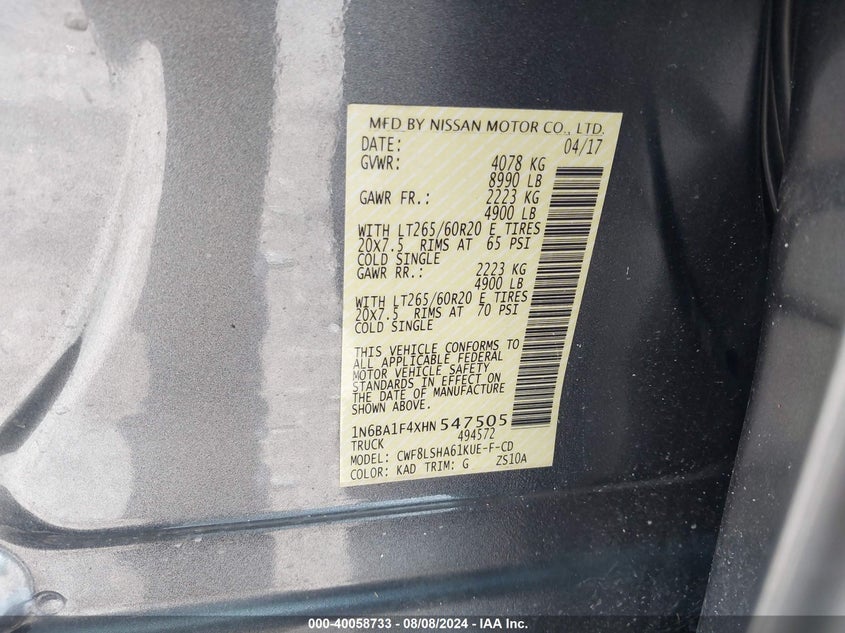 MFD BY NISSAN MOTOR CO., LTD.
DATE: 04/17
GVWR: 4078 KG
8990 LB
GAWR FR.: 2223 KG
4900 LB
WITH LT265/60R20 E TIRES
20X7.5 RIMS AT 65 PSI
COLD SINGLE
GAWR RR.: 2223 KG
4900 LB
WITH LT265/60R20 E TIRES
20X7.5 RIMS AT 70 PSI
COLD SINGLE
THIS VEHICLE CONFORMS TO
ALL APPLICABLE FEDERAL
MOTOR VEHICLE SAFETY
STANDARDS IN EFFECT ON
THE DATE OF MANUFACTURE
SHOWN ABOVE.
1N6BA1F4XHN547505
TRUCK 494572
MODEL: CWF8LSHA61KUE-F-CD
COLOR: KAD TRIM: G ZS10A
000-40058733 - 08/08/2024 - IAA Inc.